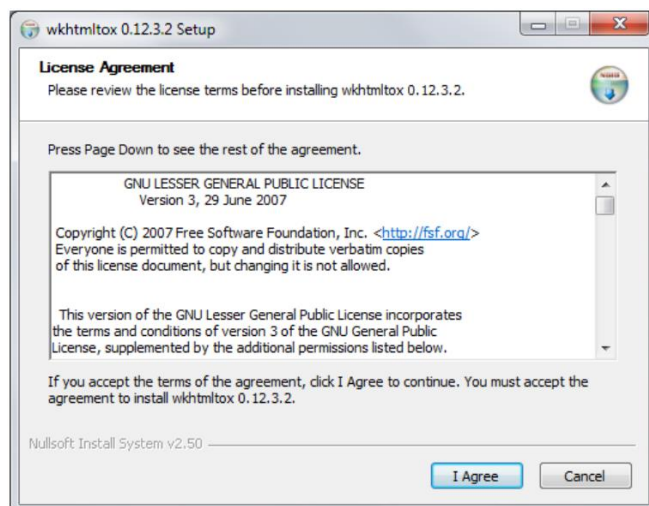 wkhtmltox 0.12.3.2 Setup
License Agreement
Please review the license terms before installing wkhtmltox 0.12.3.2.
Press Page Down to see the rest of the agreement.
GNU LESSER GENERAL PUBLIC LICENSE
Version 3, 29 June 2007
Copyright (C) 2007 Free Software Foundation, Inc. <http://fsf.org/>
Everyone is permitted to copy and distribute verbatim copies
of this license document, but changing it is not allowed.
This version of the GNU Lesser General Public License incorporates
the terms and conditions of version 3 of the GNU General Public
License, supplemented by the additional permissions listed below.
If you accept the terms of the agreement, click I Agree to continue. You must accept the
agreement to install wkhtmltox 0.12.3.2.
Nullsoft Install System v2.50
I Agree
Cancel